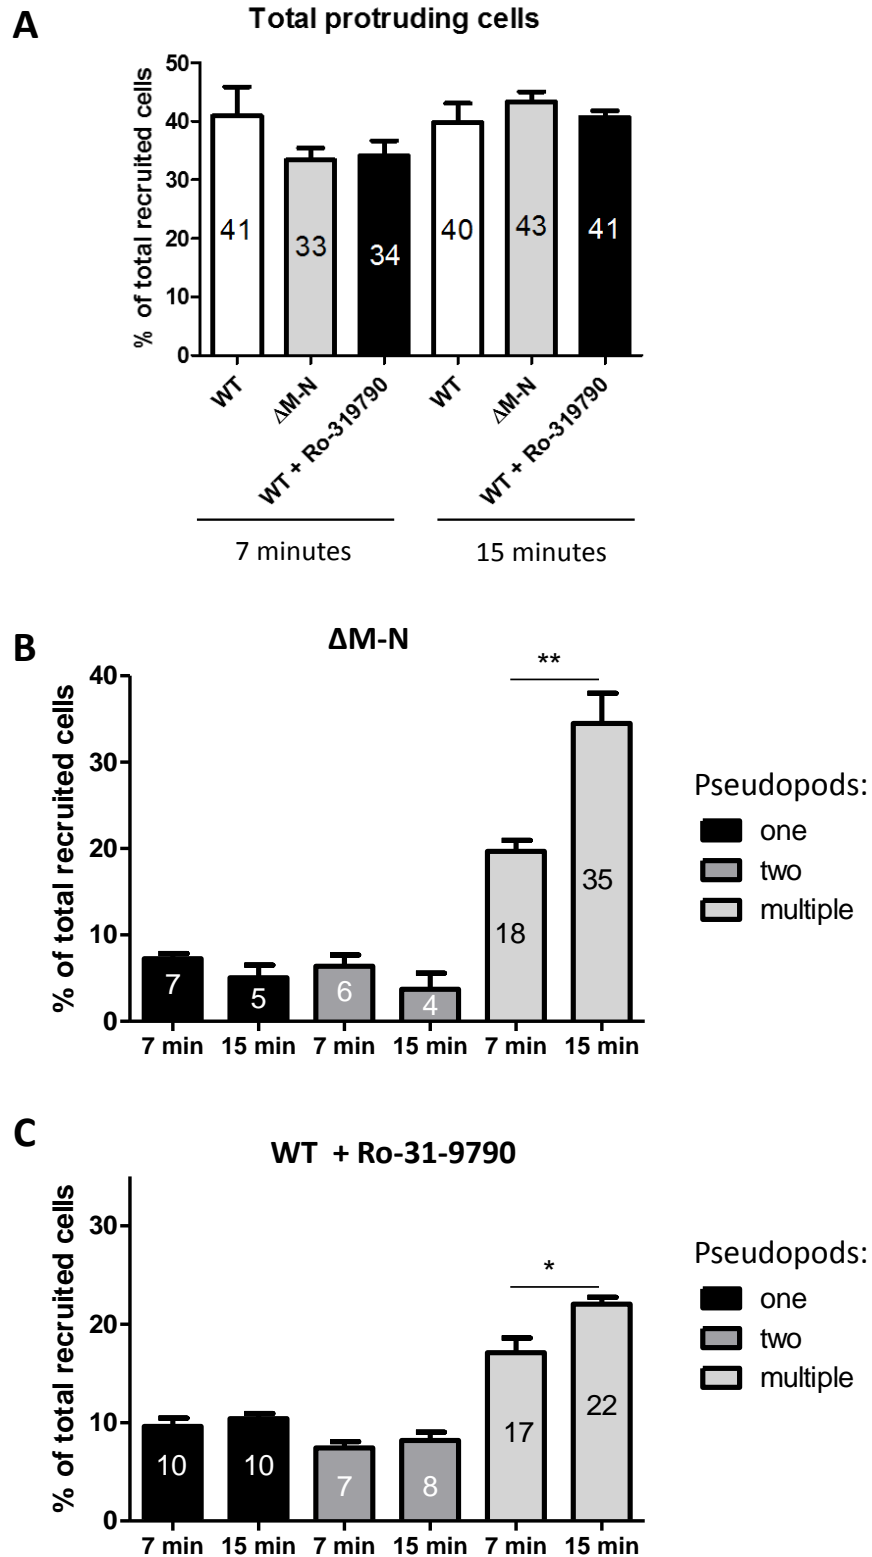 A
Total protruding cells
% of total recruited cells
50
40
30
20
10
0
41
33
34
40
43
41
WT
ΔM-N
WT + Ro-319790
WT
ΔM-N
WT + Ro-319790
7 minutes
15 minutes
B
ΔM-N
% of total recruited cells
40
30
20
10
0
**
7
5
6
4
18
35
7 min 15 min 7 min 15 min 7 min 15 min
Pseudopods:
one
two
multiple
C
WT + Ro-31-9790
% of total recruited cells
30
20
10
0
*
10
10
7
8
17
22
7 min 15 min 7 min 15 min 7 min 15 min
Pseudopods:
one
two
multiple